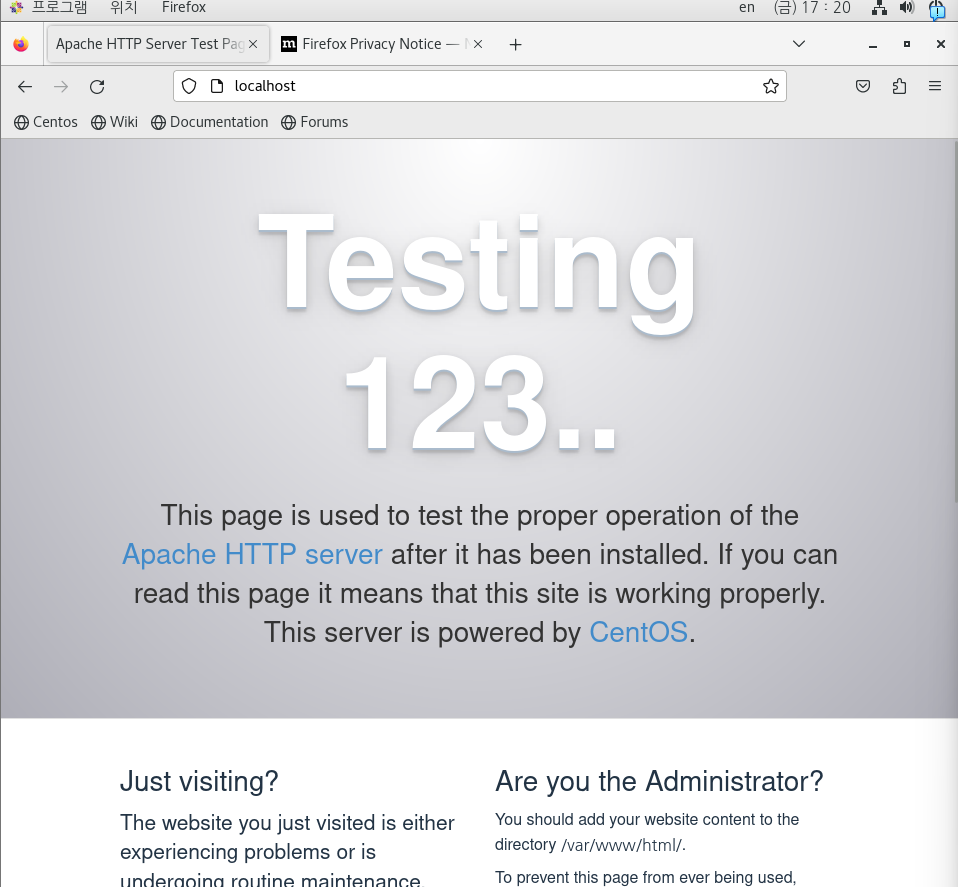 프로그램 위치 Firefox en (금) 17 : 20
Apache HTTP Server Test Pag Firefox Privacy Notice —
localhost
Centos Wiki Documentation Forums
Testing
123..
This page is used to test the proper operation of the
Apache HTTP server after it has been installed. If you can
read this page it means that this site is working properly.
This server is powered by CentOS.
Just visiting?
The website you just visited is either
experiencing problems or is
undergoing routine maintenance.
Are you the Administrator?
You should add your website content to the
directory /var/www/html/.
To prevent this page from ever being used,